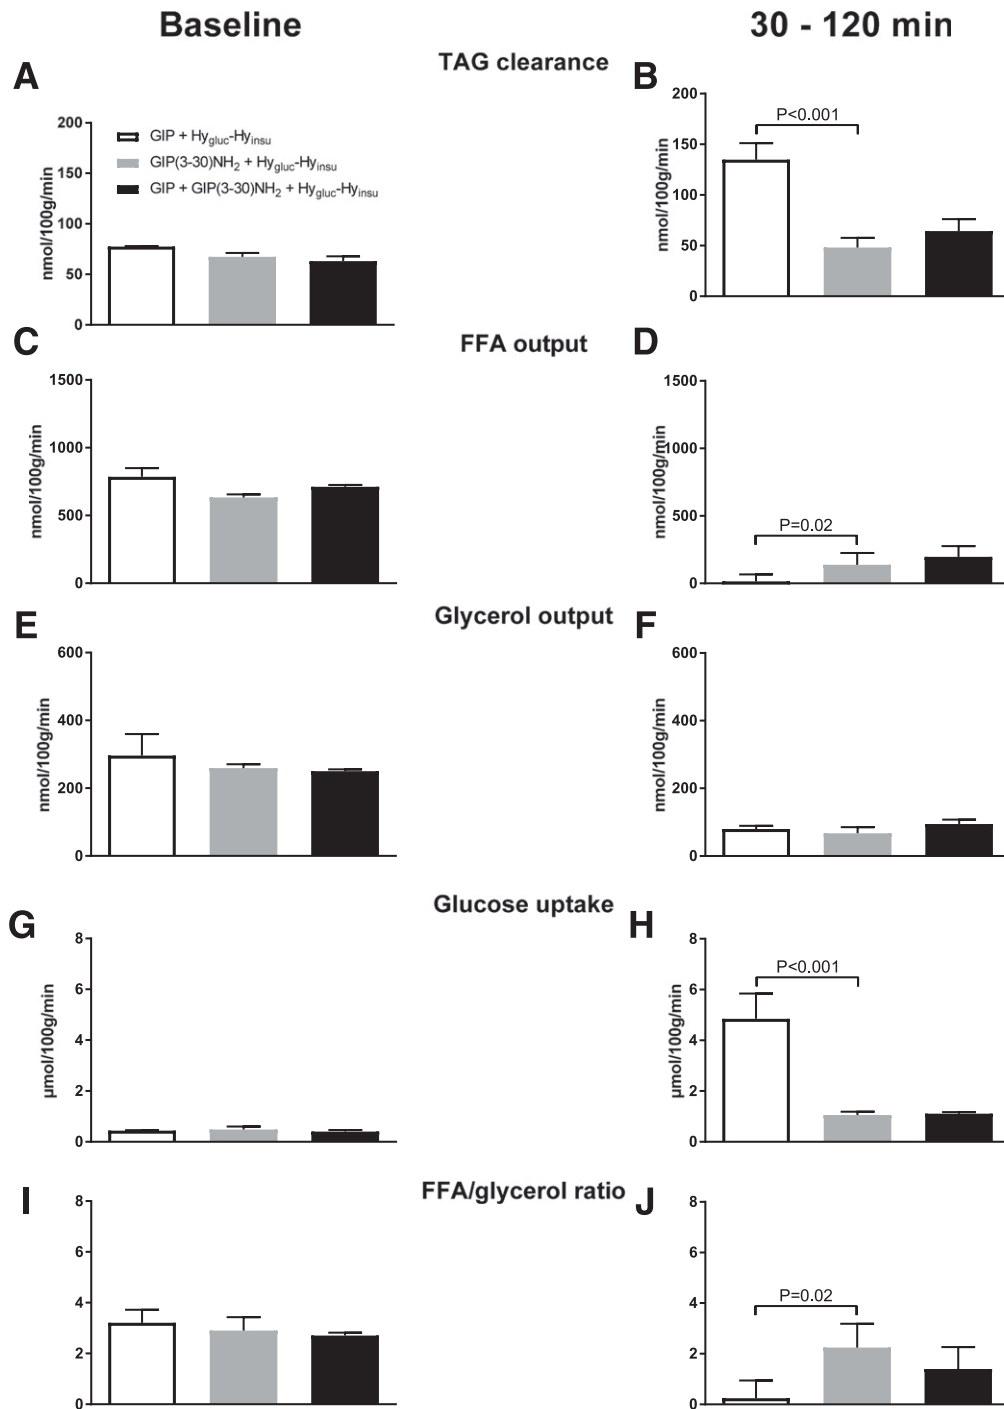 Baseline
30 - 120 min
TAG clearance
A
200
150
100
50
0
nmol/100g/min
GIP + Hygluc-Hyinsu
GIP(3-30)NH2 + Hygluc-Hyinsu
GIP + GIP(3-30)NH2 + Hygluc-Hyinsu
B
200
150
100
50
0
nmol/100g/min
P<0.001
FFA output
C
1500
1000
500
0
nmol/100g/min
D
1500
1000
500
0
nmol/100g/min
P=0.02
Glycerol output
E
600
400
200
0
nmol/100g/min
F
600
400
200
0
nmol/100g/min
Glucose uptake
G
8
6
4
2
0
µmol/100g/min
H
8
6
4
2
0
µmol/100g/min
P<0.001
FFA/glycerol ratio
I
8
6
4
2
0
J
8
6
4
2
0
P=0.02